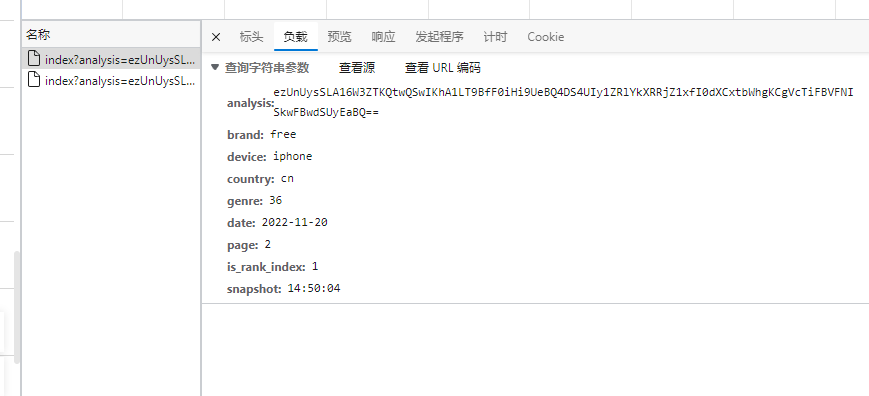 名称
index?analysis=ezUnUysSL...
index?analysis=ezUnUysSL...
标头 负载 预览 响应 发起程序 计时 Cookie
查询字符串参数 查看源 查看 URL 编码
analysis: ezUnUysSLA16W3ZTKQtwQSwIKhA1LT9BfF0iHi9UeBQ4DS4UIy1ZRlYkXRRjZ1xfI0dXCxtbWhgKCgVcTiFBVFNI
SkwFBwdSUyEaBQ==
brand: free
device: iphone
country: cn
genre: 36
date: 2022-11-20
page: 2
is_rank_index: 1
snapshot: 14:50:04